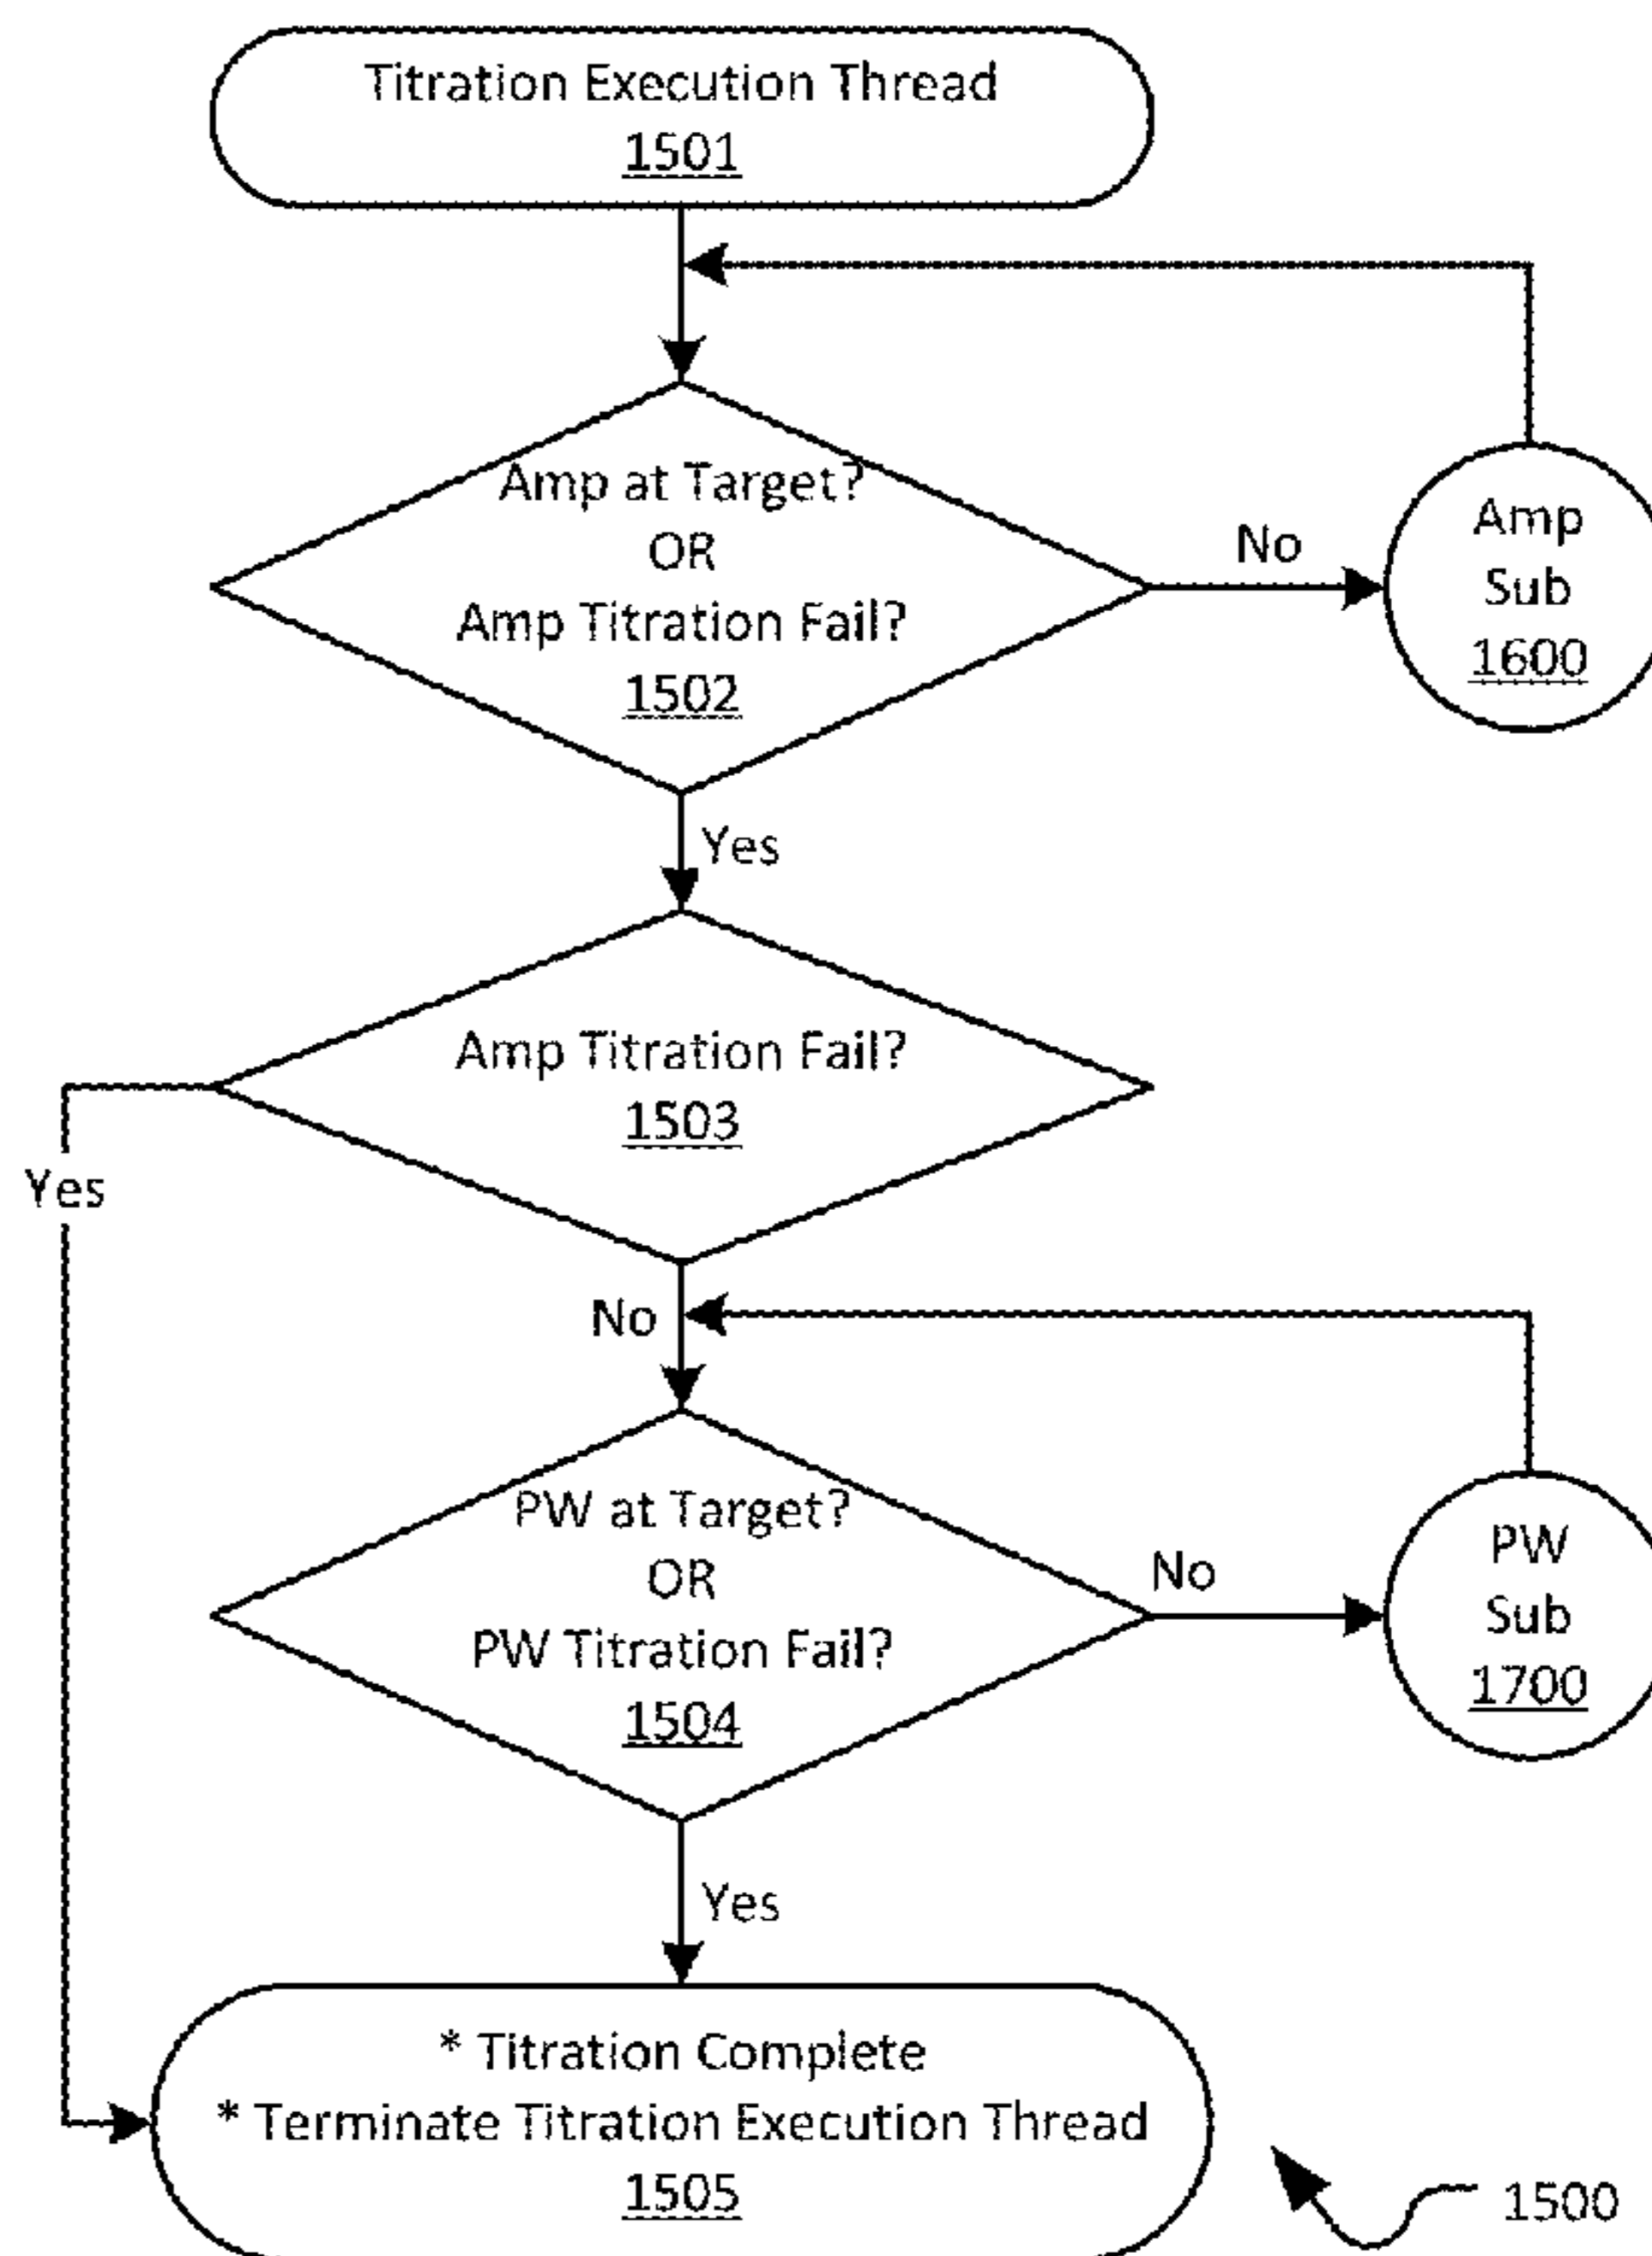 Titration Execution Thread
1501
Amp at Target?
OR
Amp Titration Fail?
1502
No
Amp
Sub
1600
Yes
Amp Titration Fail?
1503
Yes
No
PW at Target?
OR
PW Titration Fail?
1504
No
PW
Sub
1700
Yes
* Titration Complete
* Terminate Titration Execution Thread
1505
1500